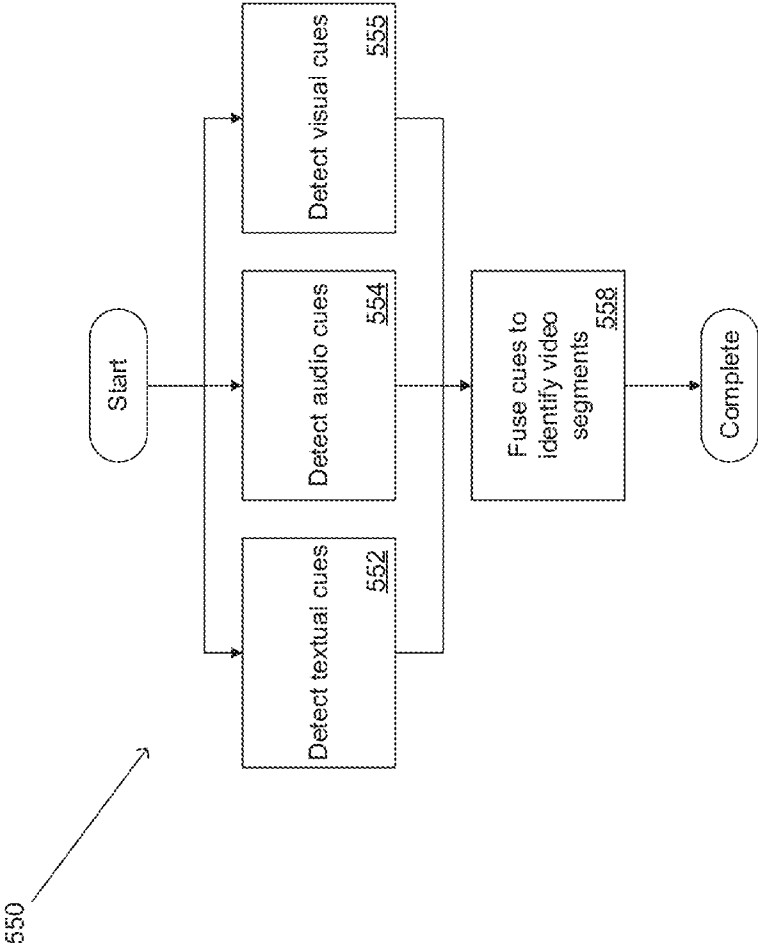 550
Start
Detect textual cues
552
Detect audio cues
554
Detect visual cues
555
Fuse cues to
identify video
segments
558
Complete